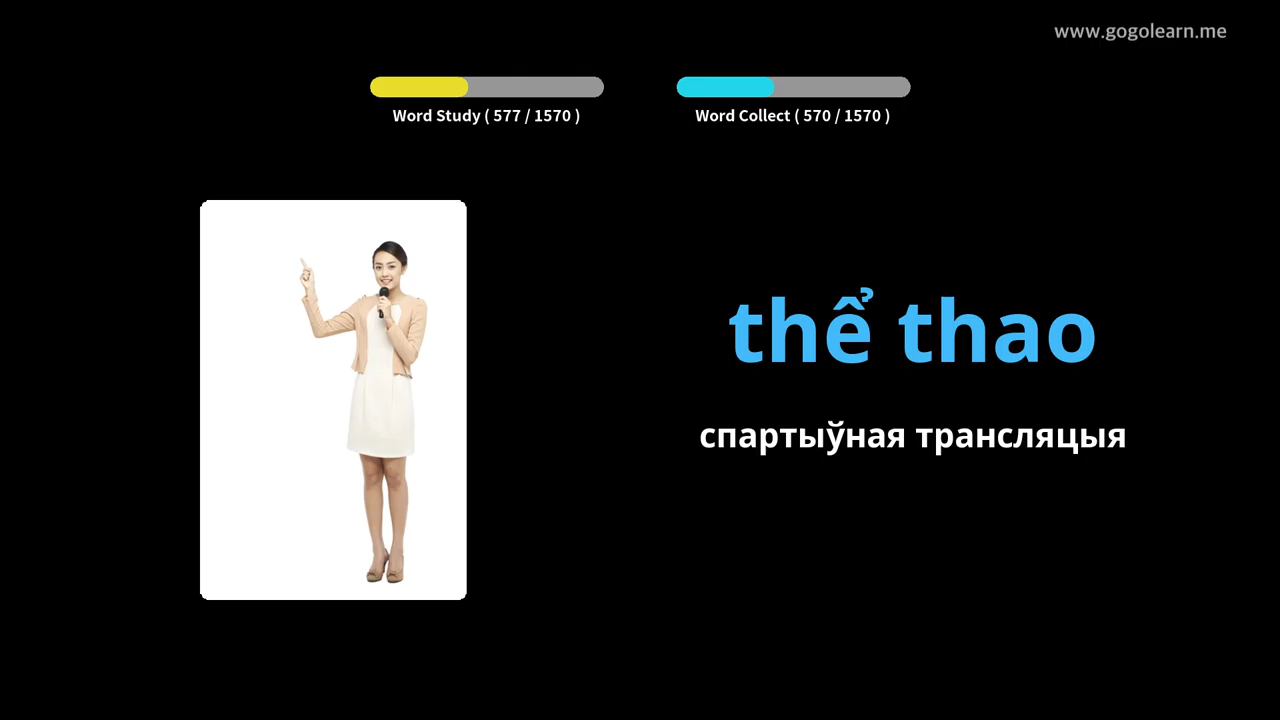 www.gogolearn.me
Word Study ( 577 / 1570 )
Word Collect ( 570 / 1570 )
thể thao
спартыўная трансляцыя